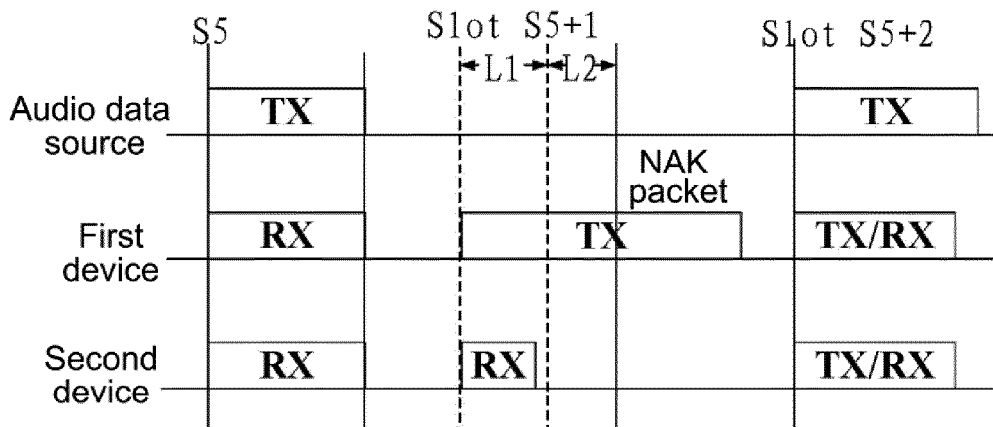 S5
Slot S5+1
Slot S5+2
L1
L2
Audio data
source
TX
TX
NAK
packet
First
device
RX
TX
TX/RX
Second
device
RX
RX
TX/RX